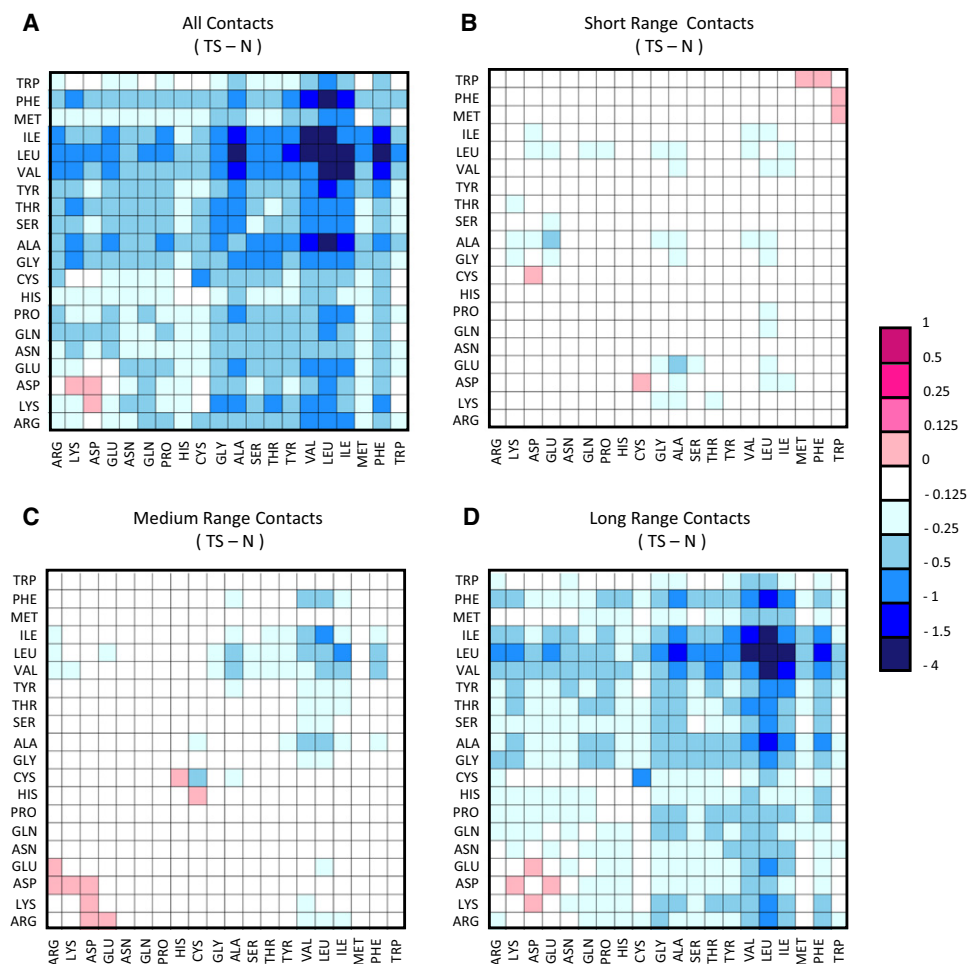 A
All Contacts
( TS – N )
TRP
PHE
MET
ILE
LEU
VAL
TYR
THR
SER
ALA
GLY
CYS
HIS
PRO
GLN
ASN
GLU
ASP
LYS
ARG
ARG LYS ASP GLU ASN GLN PRO HIS CYS GLY ALA SER THR TYR VAL LEU ILE MET PHE TRP
B
Short Range Contacts
( TS – N )
TRP
PHE
MET
ILE
LEU
VAL
TYR
THR
SER
ALA
GLY
CYS
HIS
PRO
GLN
ASN
GLU
ASP
LYS
ARG
ARG LYS ASP GLU ASN GLN PRO HIS CYS GLY ALA SER THR TYR VAL LEU ILE MET PHE TRP
1
0.5
0.25
0.125
0
- 0.125
- 0.25
- 0.5
- 1
- 1.5
- 4
C
Medium Range Contacts
( TS – N )
TRP
PHE
MET
ILE
LEU
VAL
TYR
THR
SER
ALA
GLY
CYS
HIS
PRO
GLN
ASN
GLU
ASP
LYS
ARG
ARG LYS ASP GLU ASN GLN PRO HIS CYS GLY ALA SER THR TYR VAL LEU ILE MET PHE TRP
D
Long Range Contacts
( TS – N )
TRP
PHE
MET
ILE
LEU
VAL
TYR
THR
SER
ALA
GLY
CYS
HIS
PRO
GLN
ASN
GLU
ASP
LYS
ARG
ARG LYS ASP GLU ASN GLN PRO HIS CYS GLY ALA SER THR TYR VAL LEU ILE MET PHE TRP